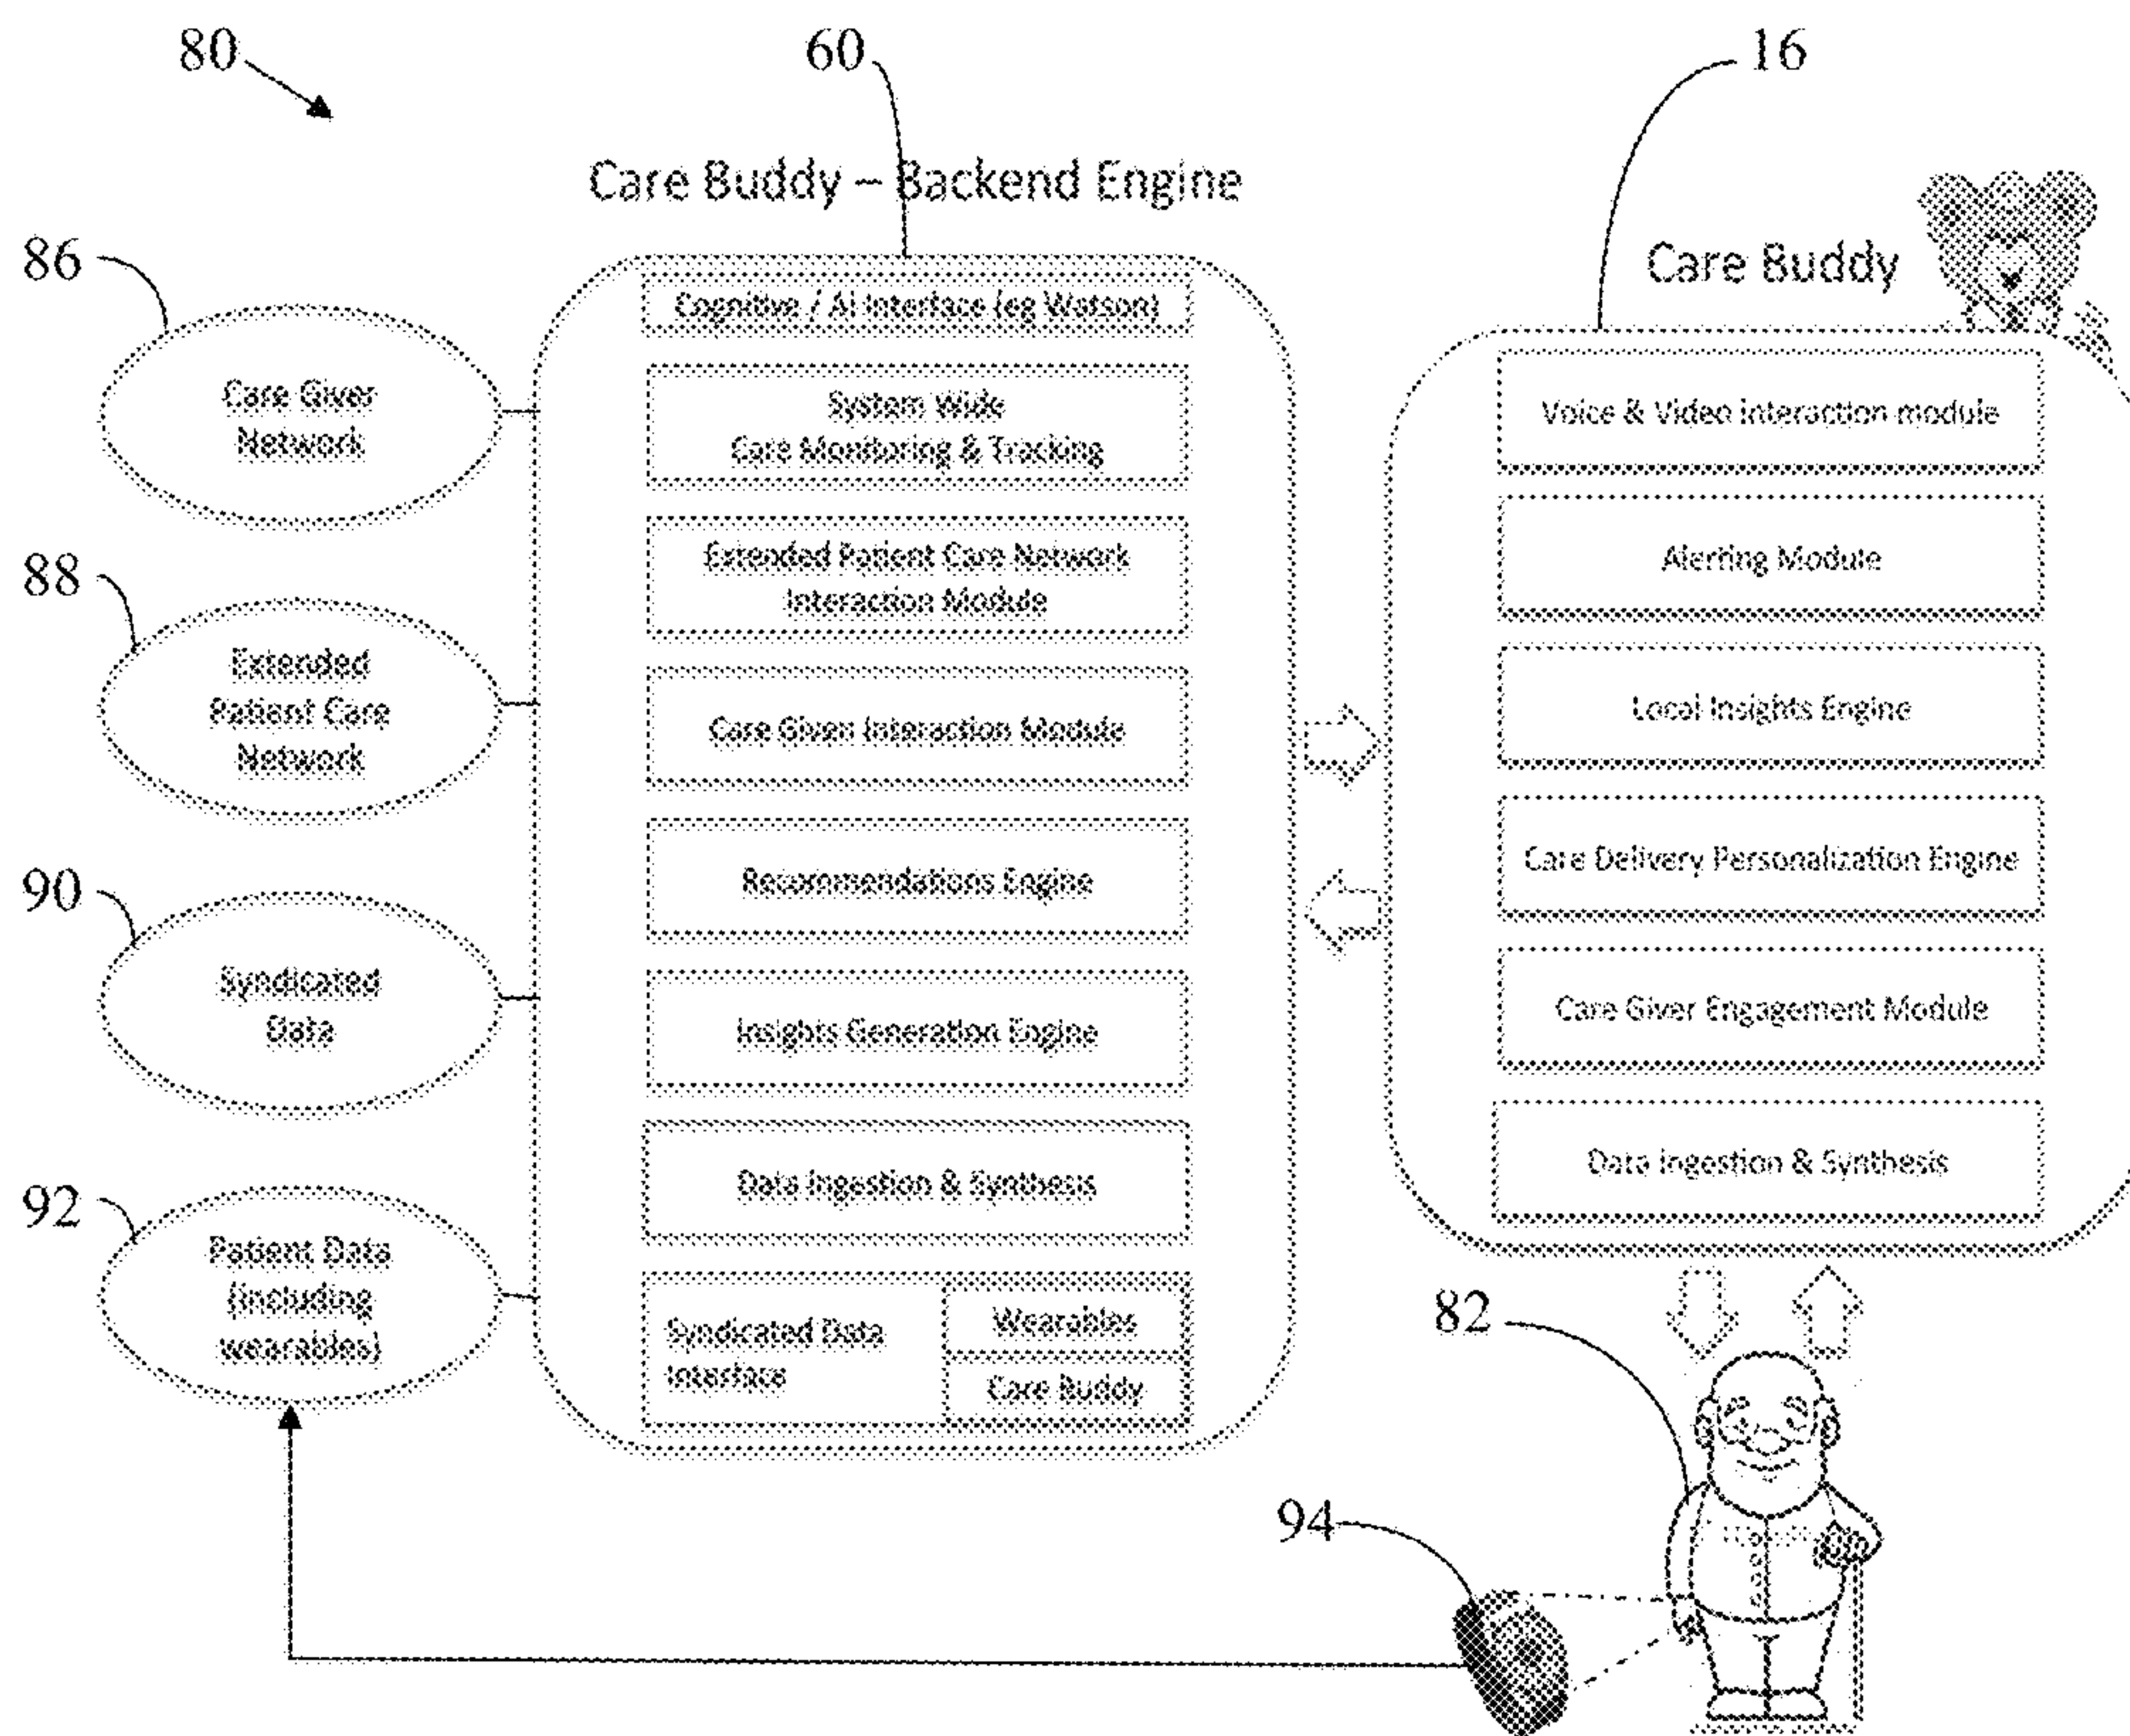 80
60
16
Care Buddy – Backend Engine
Care Buddy
86
Care Giver
Network
88
Extended
Patient Care
Network
90
Syndicated
Data
92
Patient Data
(including
wearables)
Cognitive / AI Interface (eg Watson)
System Wide
Care Monitoring & Tracking
Extended Patient Care Network
Interaction Module
Care Given Interaction Module
Recommendations Engine
Insights Generation Engine
Data Ingestion & Synthesis
Syndicated Data
Interface
Wearables
Care Buddy
Voice & Video interaction module
Alerting Module
Local Insights Engine
Care Delivery Personalization Engine
Care Giver Engagement Module
Data Ingestion & Synthesis
82
94